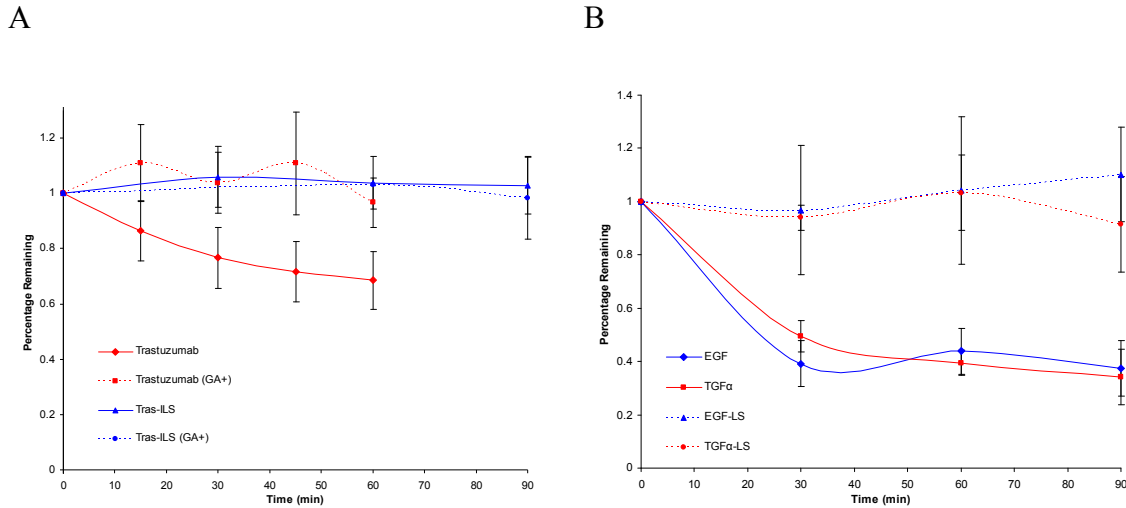 A
Percentage Remaining
1.2
1
0.8
0.6
0.4
0.2
0
Trastuzumab
Trastuzumab (GA+)
Tras-ILS
Tras-ILS (GA+)
0 10 20 30 40 50 60 70 80 90
Time (min)
B
Percentage Remaining
1.4
1.2
1
0.8
0.6
0.4
0.2
0
EGF
TGFα
EGF-LS
TGFα-LS
0 10 20 30 40 50 60 70 80 90
Time (min)